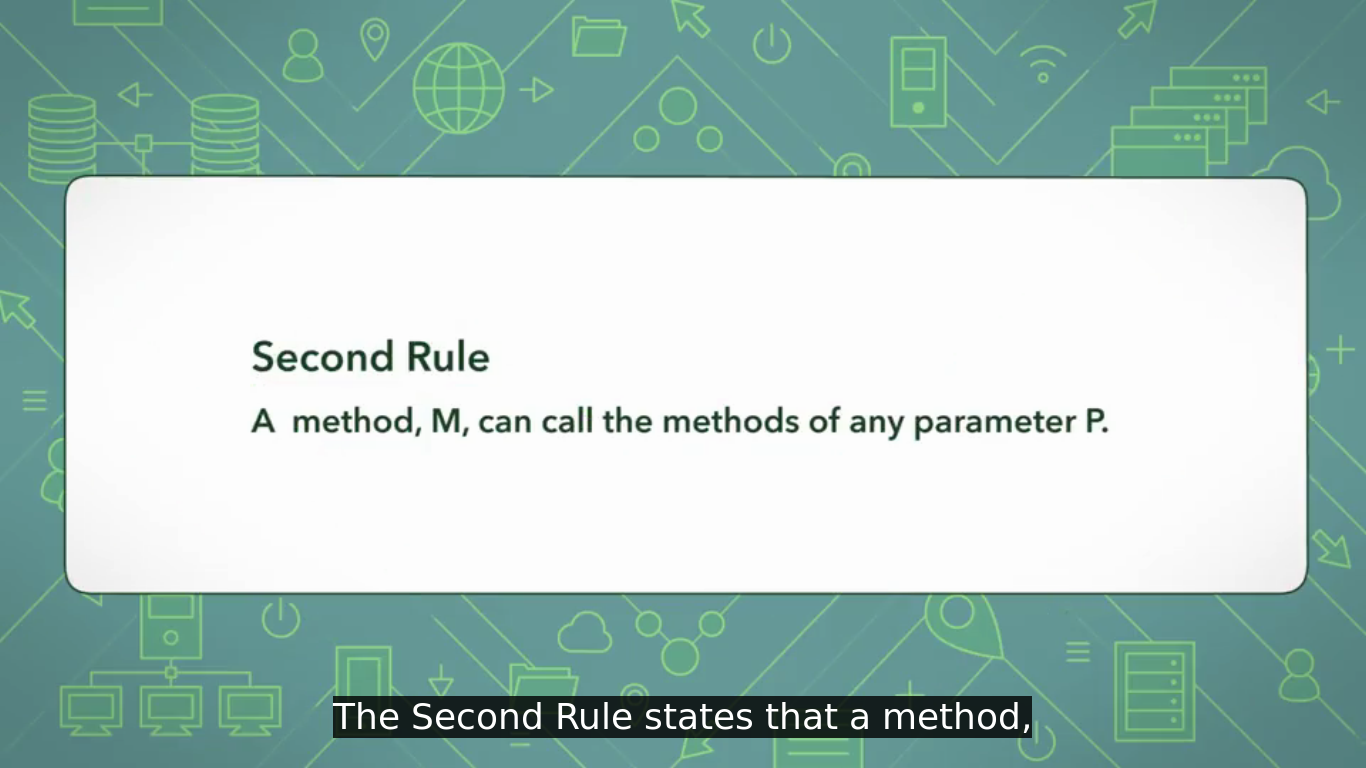 Second Rule
A method, M, can call the methods of any parameter P.
The Second Rule states that a method,